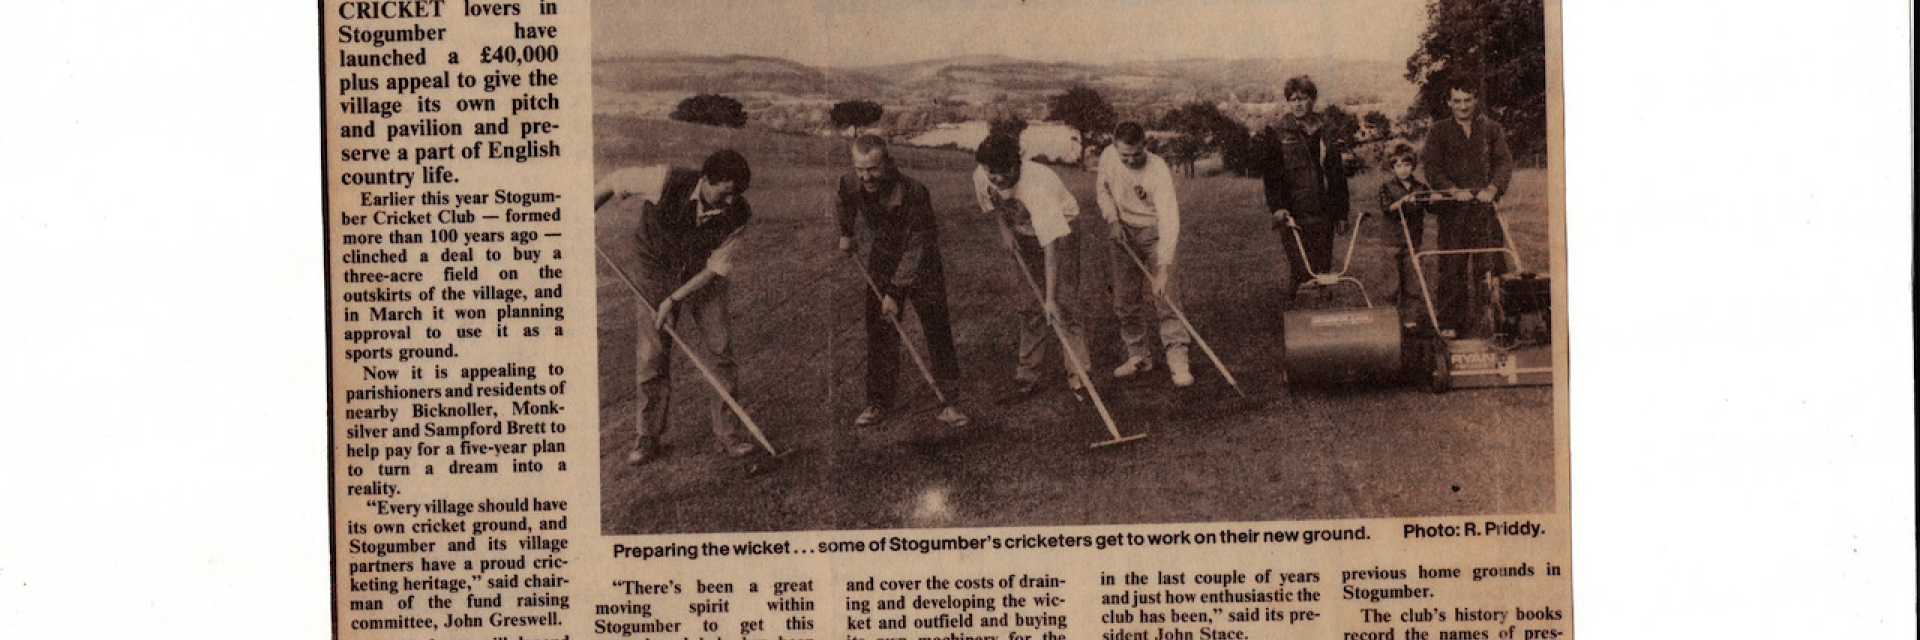 CRICKET lovers in
Stogumber have
launched a £40,000
plus appeal to give the
village its own pitch
and pavilion and pre-
serve a part of English
country life.
Earlier this year Stogum-
ber Cricket Club — formed
more than 100 years ago —
clinched a deal to buy a
three-acre field on the
outskirts of the village, and
in March it won planning
approval to use it as a
sports ground.
Now it is appealing to
parishioners and residents of
nearby Bicknoller, Monk-
silver and Sampford Brett to
help pay for a five-year plan
to turn a dream into a
reality.
“Every village should have
its own cricket ground, and
Stogumber and its village
partners have a proud cric-
keting heritage,” said chair-
man of the fund raising
committee, John Greswell.
RYAN
Preparing the wicket . . . some of Stogumber's cricketers get to work on their new ground. Photo: R. Priddy.
“There's been a great
moving spirit within
Stogumber to get this
and cover the costs of drain-
ing and developing the wic-
ket and outfield and buying
its own machinery for the
in the last couple of years
and just how enthusiastic the
club has been,” said its pre-
sident John Stace.
previous home grounds in
Stogumber.
The club's history books
record the names of pres-